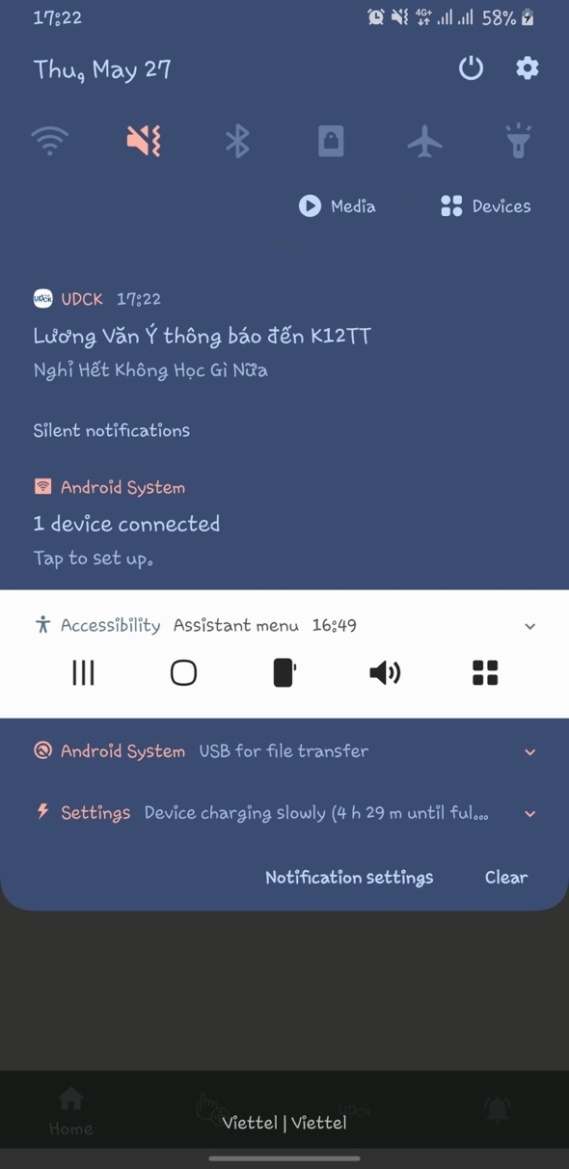 17:22 4G+ 58%
Thu, May 27
Media Devices
UDCK UDCK 17:22
Lương Văn Ý thông báo đến K12TT
Nghỉ Hết Không Học Gì Nữa
Silent notifications
Android System
1 device connected
Tap to set up.
Accessibility Assistant menu 16:49
Android System USB for file transfer
Settings Device charging slowly (4 h 29 m until ful...
Notification settings Clear
Home UDCK
Viettel | Viettel